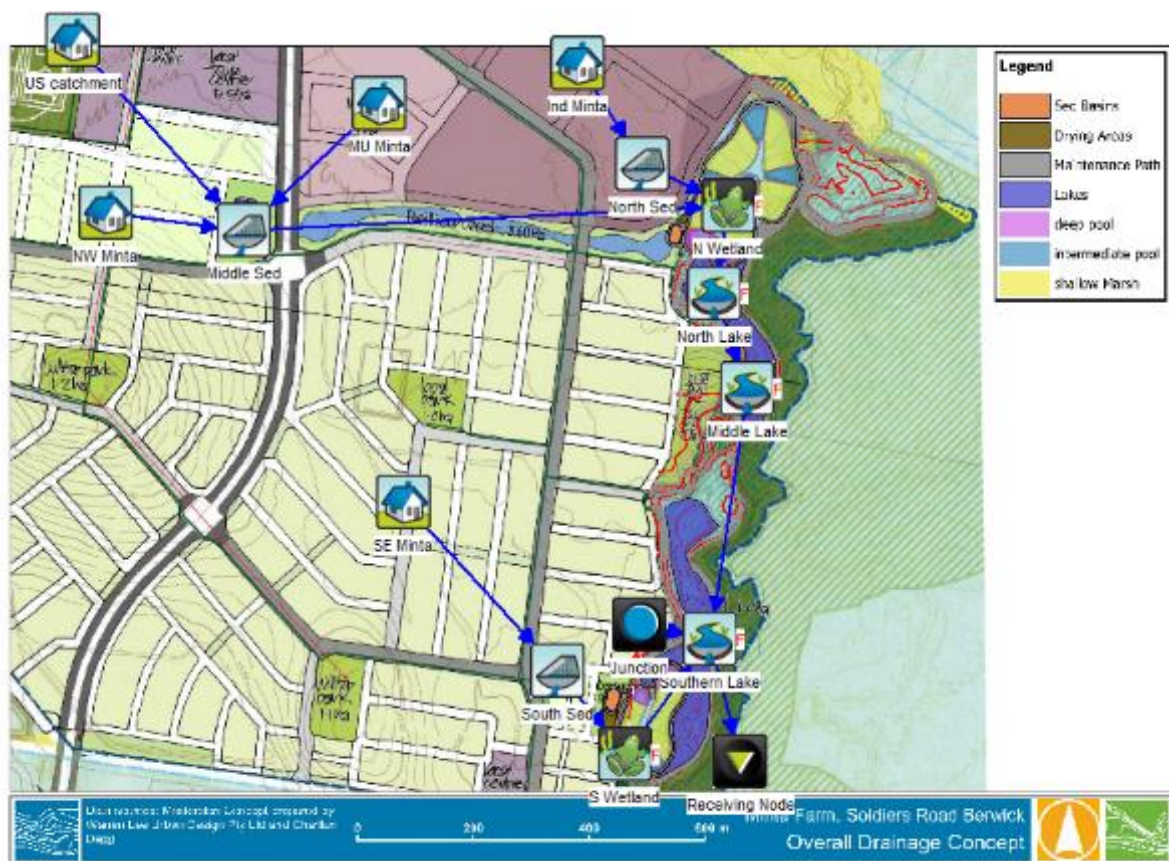 US catchment
MU Minta
Ind Minta
NW Minta
Middle Sed
North Sed
F
N Wetland
F
North Lake
F
Middle Lake
SE Minta
Junction
F
Southern Lake
South Sed
F
S Wetland
Receiving Node
Legend
Sed Basins
Drying Areas
Maintenance Path
Lakes
deep pool
intermediate pool
shallow Marsh
0 200 400 600 m
Farm, Soldiers Road Berwick
Overall Drainage Concept